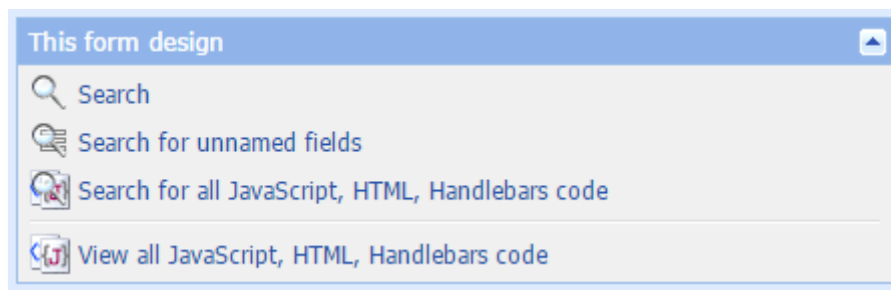 This form design
Search
Search for unnamed fields
Search for all JavaScript, HTML, Handlebars code
View all JavaScript, HTML, Handlebars code